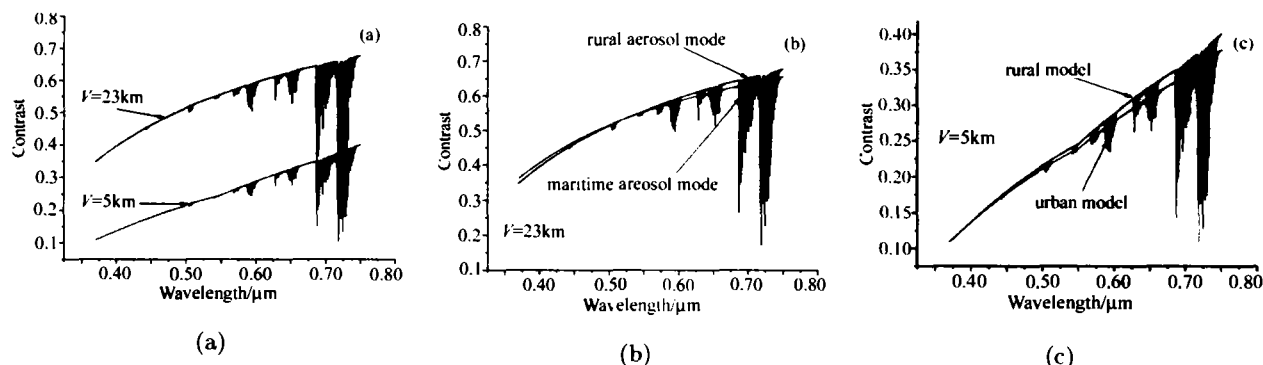 0.8
0.7
0.6
0.5
0.4
0.3
0.2
0.1
Contrast
(a)
V=23km
V=5km
0.40
0.50
0.60
0.70
0.80
Wavelength/μm
(a)
0.8
0.7
0.6
0.5
0.4
0.3
0.2
0.1
Contrast
rural aerosol mode
(b)
maritime areosol mode
V=23km
0.40
0.50
0.60
0.70
0.80
Wavelength/μm
(b)
0.40
0.35
0.30
0.25
0.20
0.15
0.10
Contrast
(c)
rural model
V=5km
urban model
0.40
0.50
0.60
0.70
0.80
Wavelength/μm
(c)